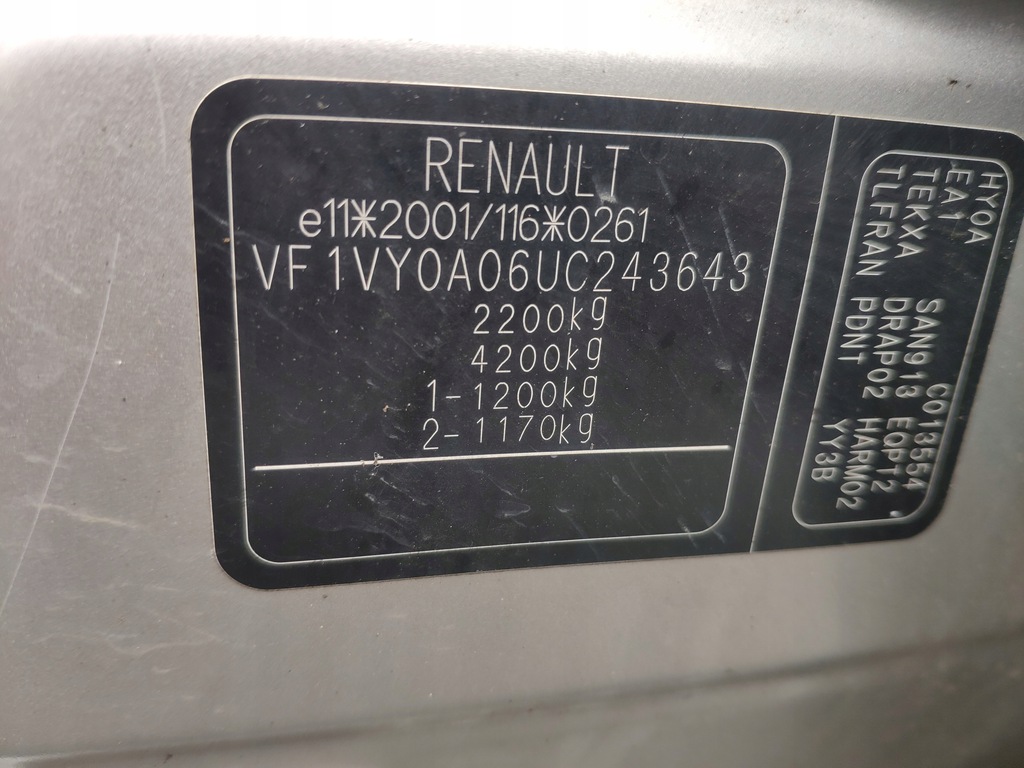 RENAULT
e11*2001/116*0261
VF1VY0A06UC243643
2200kg
4200kg
1-1200kg
2-1170kg
HY0A C013554
EA1 SAN913 EQPT2
TEKXA DRAP02 HARM02
TLFRAN PDNT YY3B